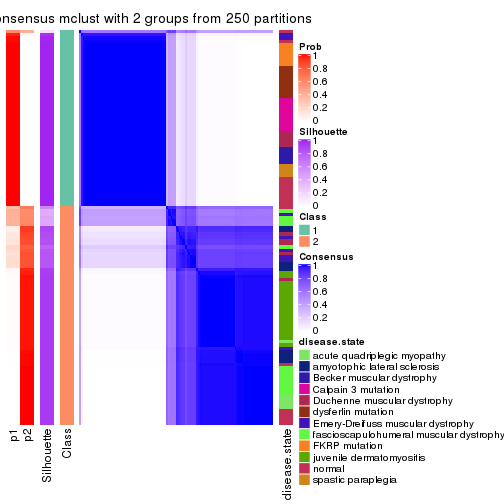 onsensus mclust with 2 groups from 250 partitions
Prob
1
0.8
0.6
0.4
0.2
0
Silhouette
1
0.8
0.6
0.4
0.2
0
Class
1
2
Consensus
1
0.8
0.6
0.4
0.2
0
disease.state
acute quadriplegic myopathy
amyotophic lateral sclerosis
Becker muscular dystrophy
Calpain 3 mutation
Duchenne muscular dystrophy
dysferlin mutation
Emery-Dreifuss muscular dystrophy
fascioscapulohumeral muscular dystrophy
FKRP mutation
juvenile dermatomyositis
normal
spastic paraplegia
p1
p2
Silhouette
Class
disease.state